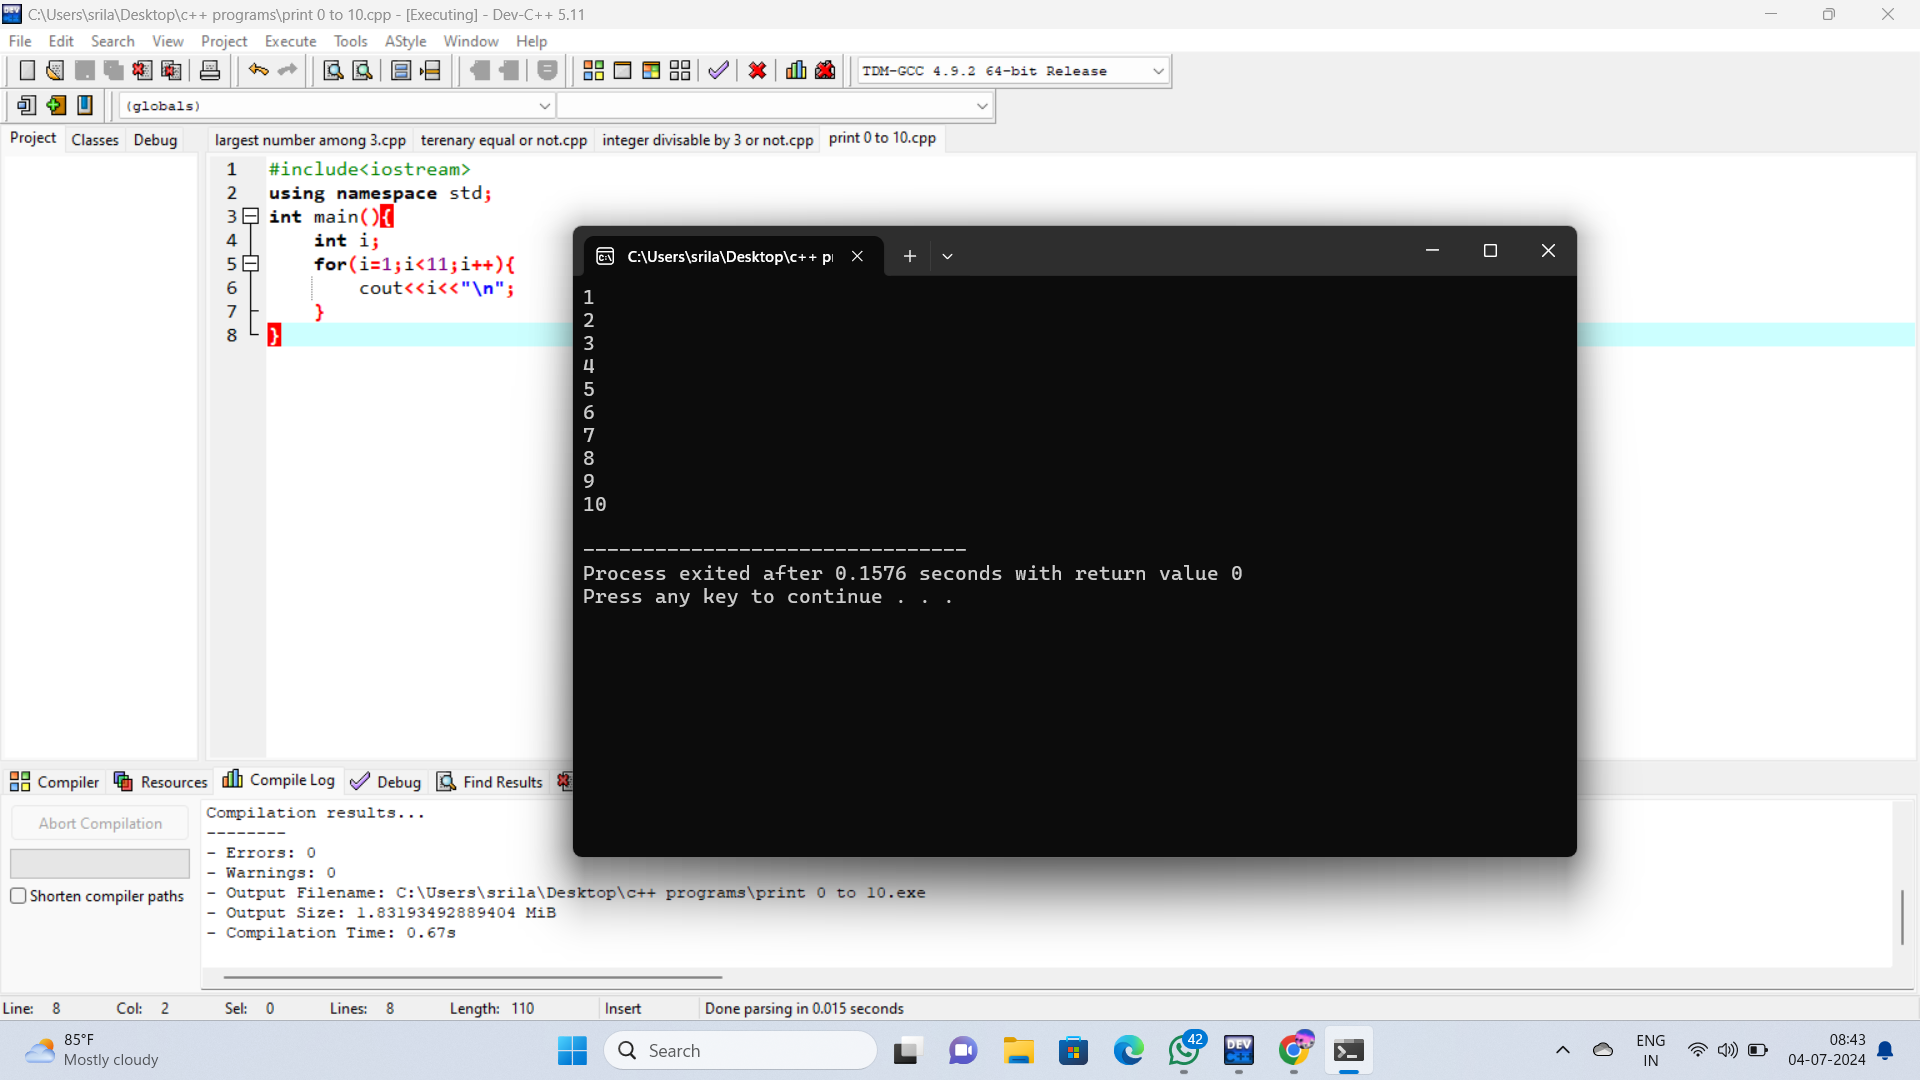 C:\Users\srila\Desktop\c++ programs\print 0 to 10.cpp - [Executing] - Dev-C++ 5.11
File Edit Search View Project Execute Tools AStyle Window Help
TDM-GCC 4.9.2 64-bit Release
(globals)
Project Classes Debug largest number among 3.cpp terenary equal or not.cpp integer divisable by 3 or not.cpp print 0 to 10.cpp
1 #include<iostream>
2 using namespace std;
3 int main(){
4 int i;
5 for(i=1;i<11;i++){
6 cout<<i<<"\n";
7 }
8 }
C:\Users\srila\Desktop\c++ pr
1
2
3
4
5
6
7
8
9
10
--------------------------------
Process exited after 0.1576 seconds with return value 0
Press any key to continue . . .
Compiler Resources Compile Log Debug Find Results
Abort Compilation
Shorten compiler paths
Compilation results...
--------
- Errors: 0
- Warnings: 0
- Output Filename: C:\Users\srila\Desktop\c++ programs\print 0 to 10.exe
- Output Size: 1.83193492889404 MiB
- Compilation Time: 0.67s
Line: 8 Col: 2 Sel: 0 Lines: 8 Length: 110 Insert Done parsing in 0.015 seconds
85°F
Mostly cloudy
Search
42
DEV
C++
ENG
IN
08:43
04-07-2024